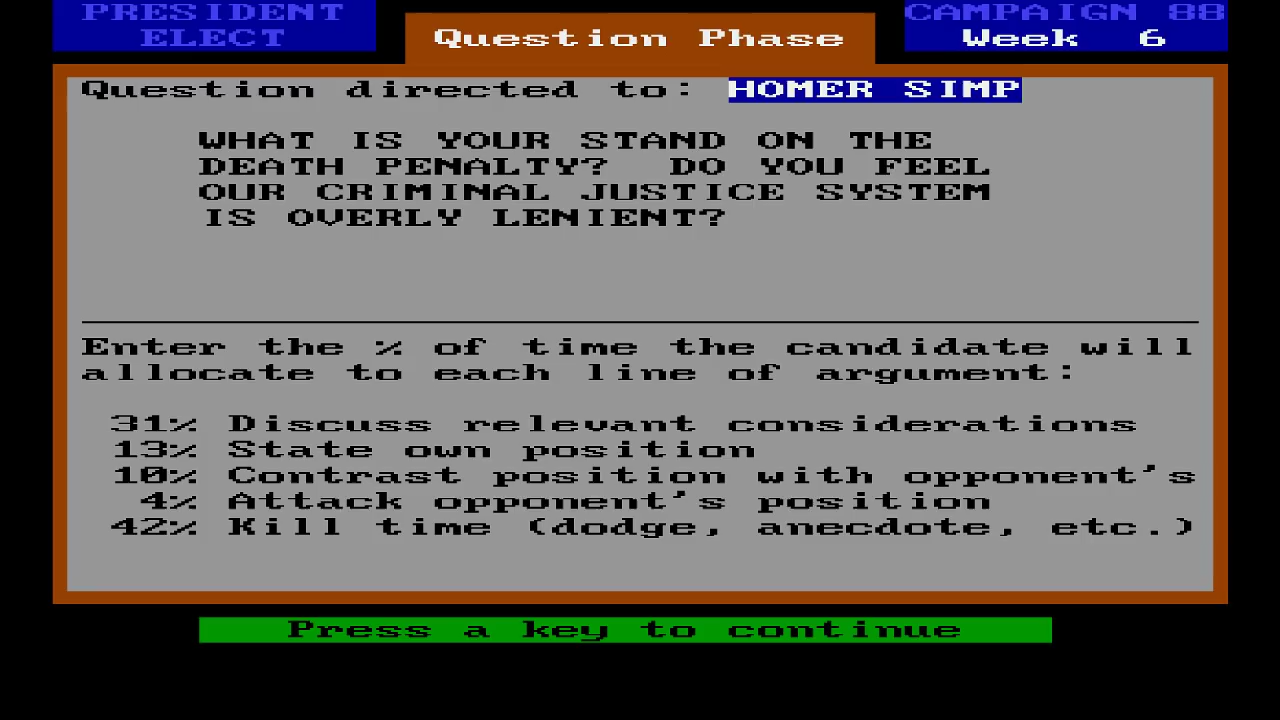 PRESIDENT
ELECT
Question Phase
CAMPAIGN 88
Week 6
Question directed to: HOMER SIMP
WHAT IS YOUR STAND ON THE
DEATH PENALTY? DO YOU FEEL
OUR CRIMINAL JUSTICE SYSTEM
IS OVERLY LENIENT?
Enter the % of time the candidate will
allocate to each line of argument:
31% Discuss relevant considerations
13% State own position
10% Contrast position with opponent's
4% Attack opponent's position
42% Kill time (dodge, anecdote, etc.)
Press a key to continue